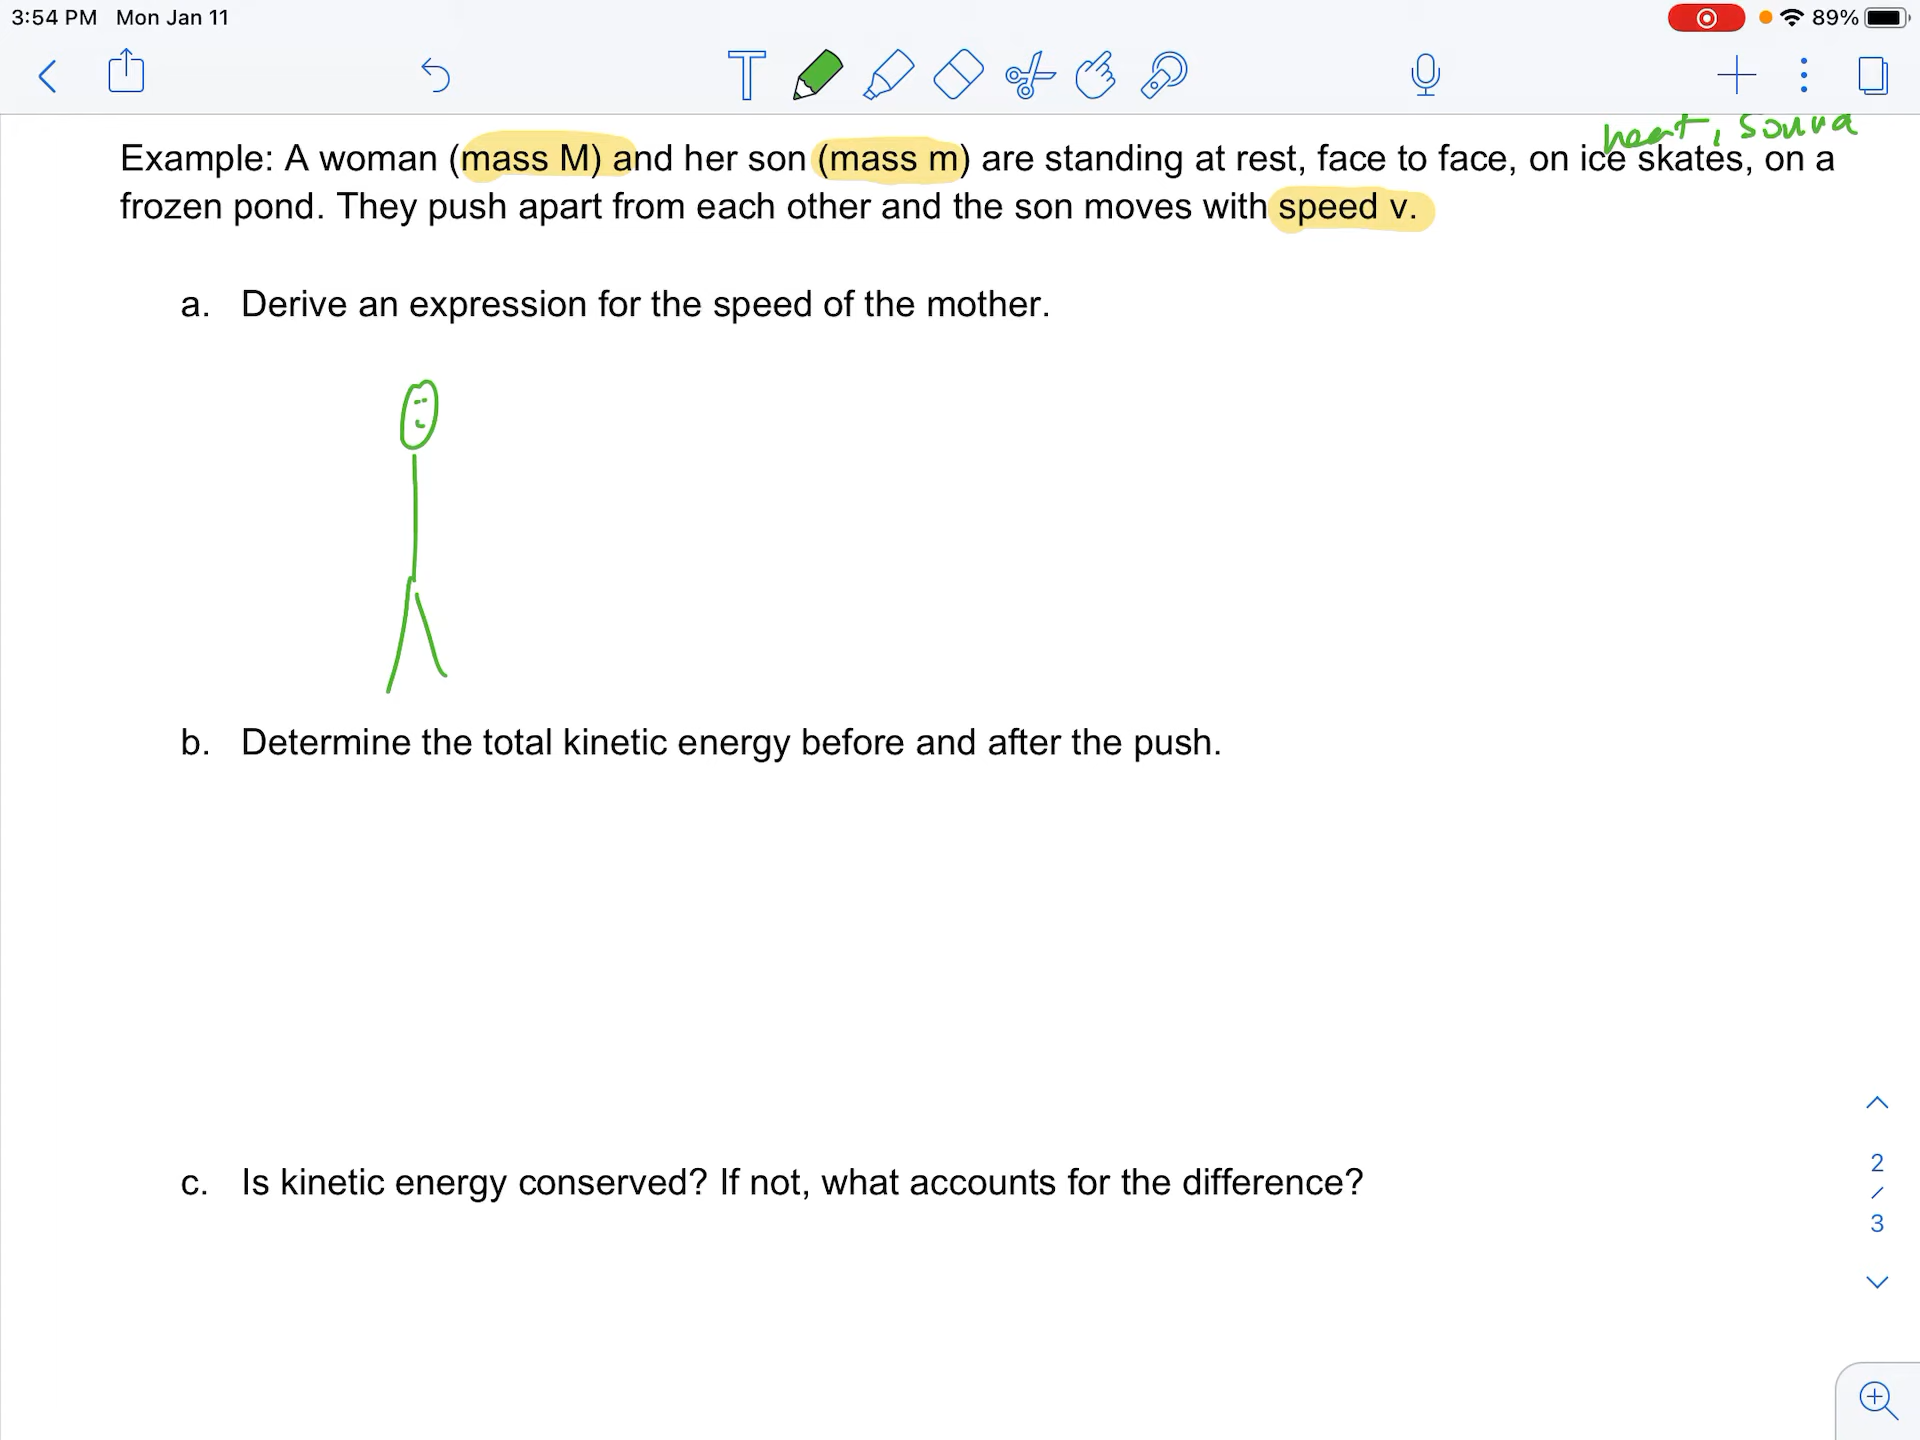 3:54 PM Mon Jan 11
89%
T
heat, sound
Example: A woman (mass M) and her son (mass m) are standing at rest, face to face, on ice skates, on a
frozen pond. They push apart from each other and the son moves with speed v.
a. Derive an expression for the speed of the mother.
b. Determine the total kinetic energy before and after the push.
c. Is kinetic energy conserved? If not, what accounts for the difference?
2
/
3